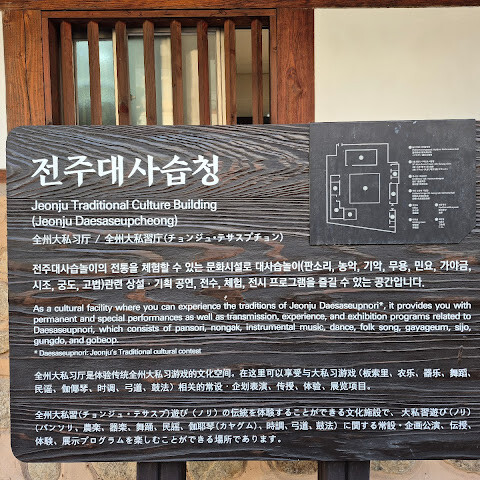 전주대사습청
Jeonju Traditional Culture Building
(Jeonju Daesaseupcheong)
全州大私习厅 / 全州大私習庁(チョンジュ・テサスプチョン)
전주대사습놀이의 전통을 체험할 수 있는 문화시설로 대사습놀이(판소리, 농악, 기악, 무용, 민요, 가야금,
시조, 궁도, 고법)관련 상설·기획 공연, 전수, 체험, 전시 프로그램을 즐길 수 있는 공간입니다.
As a cultural facility where you can experience the traditions of Jeonju Daesaseupnori*, it provides you with
permanent and special performances as well as transmission, experience, and exhibition programs related to
Daesaseupnori, which consists of pansori, nongak, instrumental music, dance, folk song, gayageum, sijo,
gungdo, and gobeop.
* Daesaseupnori: Jeonju's Traditional cultural contest
全州大私习厅是体验传统全州大私习游戏的文化空间。在这里可以享受与大私习游戏 (板索里、农乐、器乐、舞蹈、
民谣、伽倻琴、时调、弓道、鼓法) 相关的常设·企划表演、传授、体验、展览项目。
全州大私習(チョンジュ・テサスプ)遊び(ノリ)の伝統を体験することができる文化施設で、大私習遊び(ノリ)
(パンソリ、農楽、器楽、舞踊、民謡、伽耶琴(カヤグム)、時調、弓道、鼓法) に関する常設・企画公演、伝授、
体験、展示プログラムを楽しむことができる場所であります。